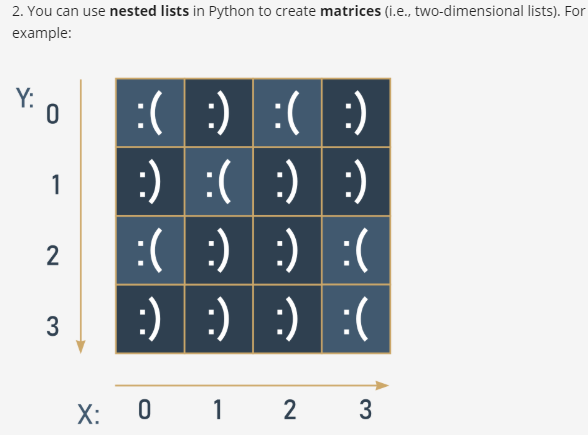 2. You can use nested lists in Python to create matrices (i.e., two-dimensional lists). For
example:
Y: 0 :( :) :( :)
1 :) :( :) :)
2 :( :) :) :(
3 :) :) :) :(
X: 0 1 2 3